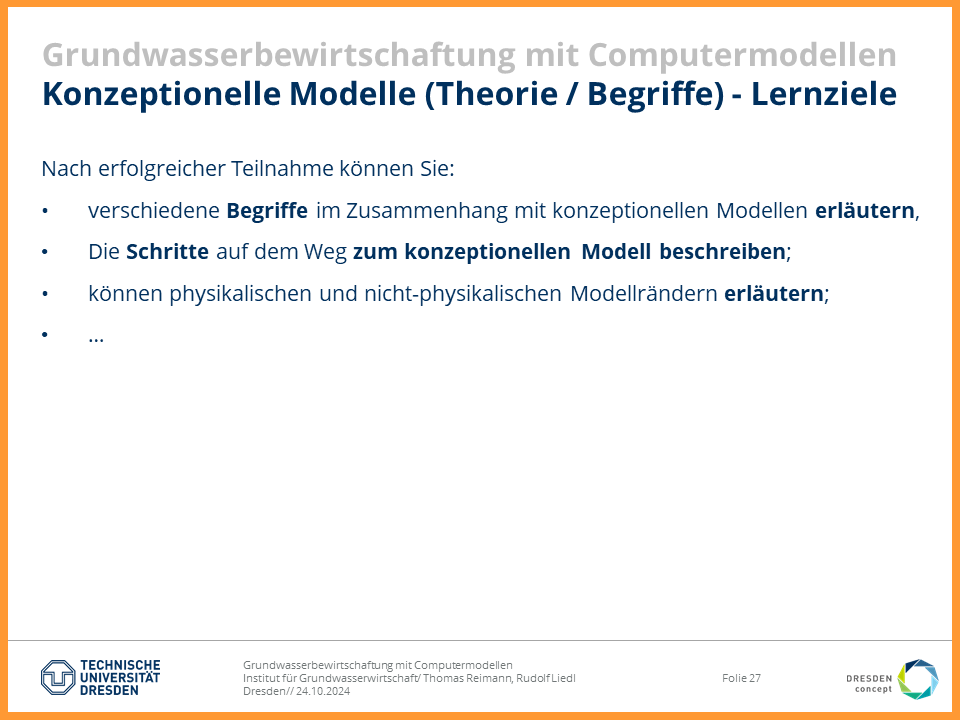 Grundwasserbewirtschaftung mit Computermodellen
Konzeptionelle Modelle (Theorie / Begriffe) - Lernziele
Nach erfolgreicher Teilnahme können Sie:
• verschiedene Begriffe im Zusammenhang mit konzeptionellen Modellen erläutern,
• Die Schritte auf dem Weg zum konzeptionellen Modell beschreiben;
• können physikalischen und nicht-physikalischen Modellrändern erläutern;
• ...
TECHNISCHE
UNIVERSITÄT
DRESDEN
Grundwasserbewirtschaftung mit Computermodellen
Institut für Grundwasserwirtschaft/ Thomas Reimann, Rudolf Liedl
Dresden// 24.10.2024
Folie 27
DRESDEN
concept